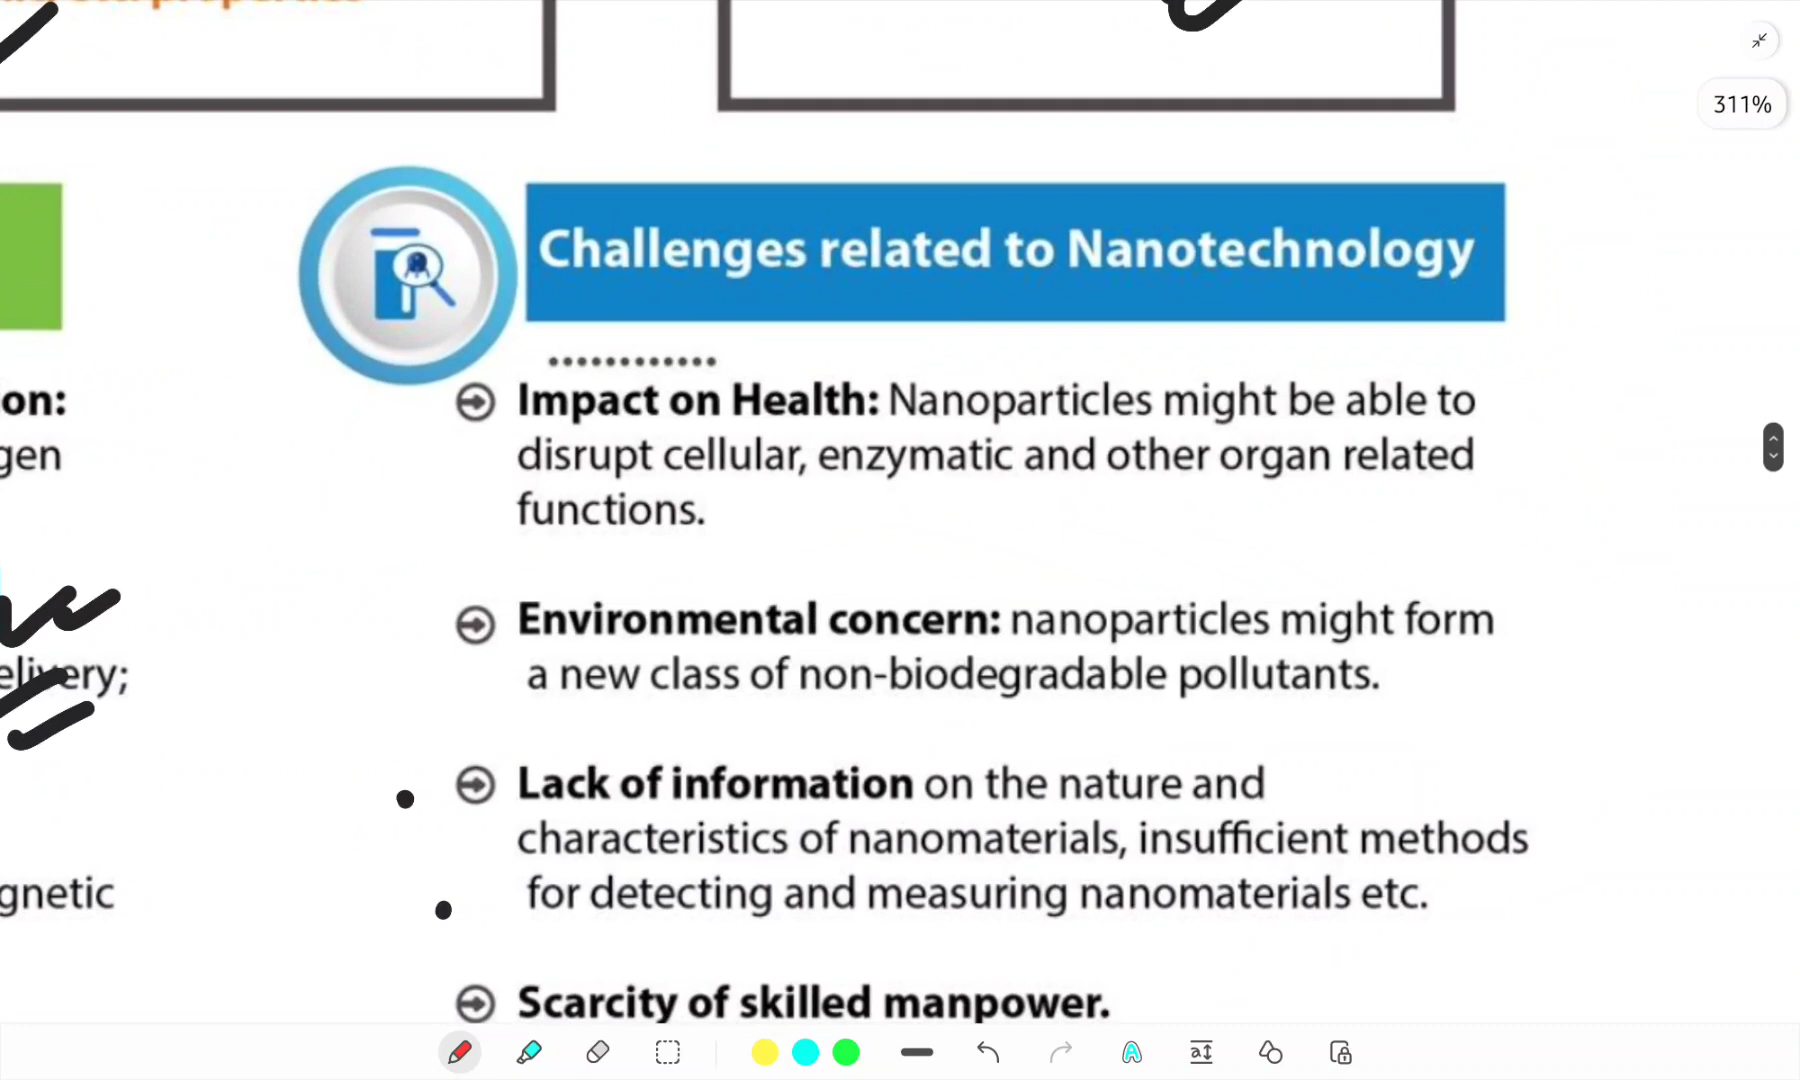 properties
311%
Challenges related to Nanotechnology
on:
gen
elivery;
gnetic
Impact on Health: Nanoparticles might be able to
disrupt cellular, enzymatic and other organ related
functions.
Environmental concern: nanoparticles might form
a new class of non-biodegradable pollutants.
Lack of information on the nature and
characteristics of nanomaterials, insufficient methods
for detecting and measuring nanomaterials etc.
Scarcity of skilled manpower.